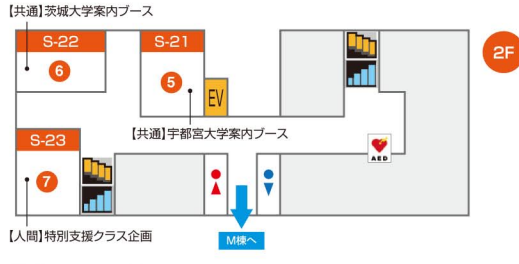 【共通】茨城大学案内ブース
S-22
S-21
2F
6
5
EV
【共通】宇都宮大学案内ブース
S-23
AED
7
【人間】特別支援クラス企画
M棟へ